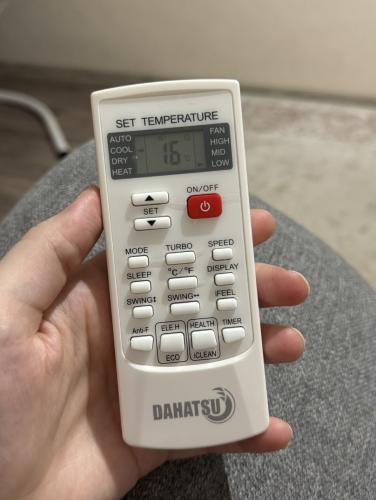 SET TEMPERATURE
AUTO
COOL
DRY
HEAT
16 °C
FAN
HIGH
MID
LOW
ON/OFF
SET
MODE TURBO SPEED
SLEEP °C/°F DISPLAY
SWING↕ SWING↔ iFEEL
Anti-F ELE.H HEALTH TIMER
ECO iCLEAN
DAHATSU